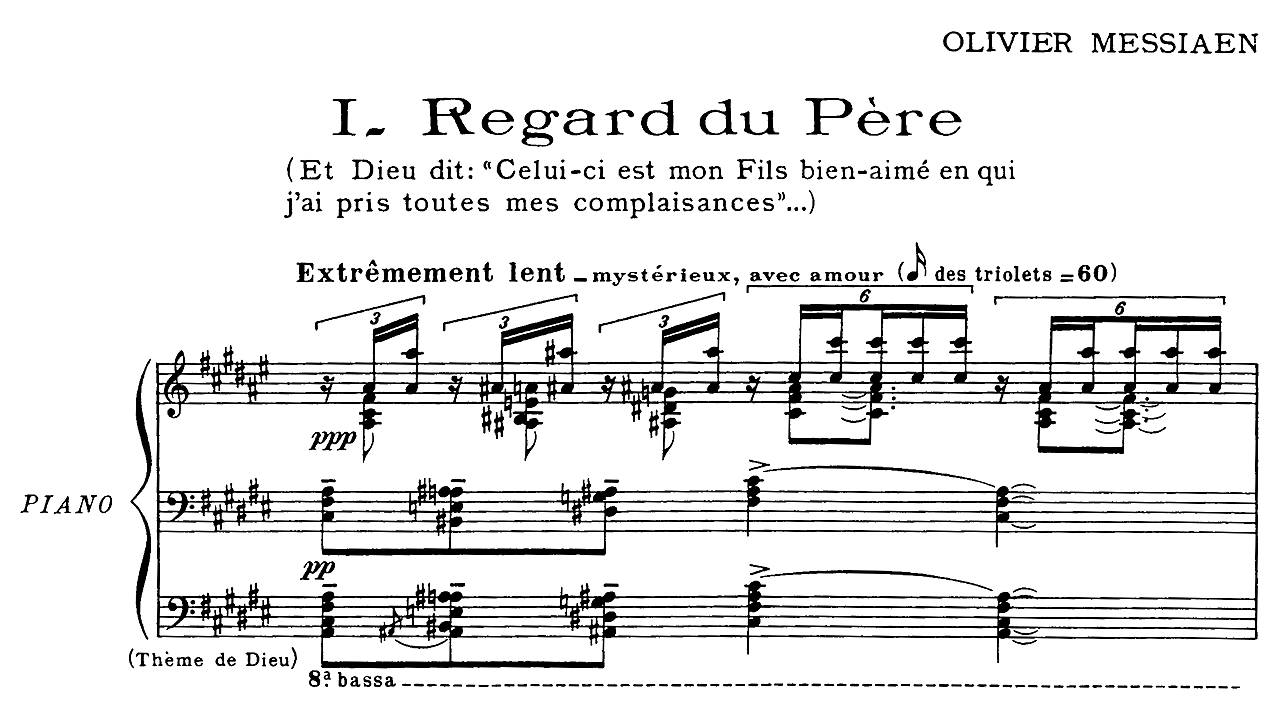 OLIVIER MESSIAEN
I. Regard du Père
(Et Dieu dit: “Celui-ci est mon Fils bien-aimé en qui
j'ai pris toutes mes complaisances”...)
Extrêmement lent _ mystérieux, avec amour ( des triolets = 60)
3 3 3 6 6
ppp
PIANO
pp
(Thème de Dieu)
8ª bassa